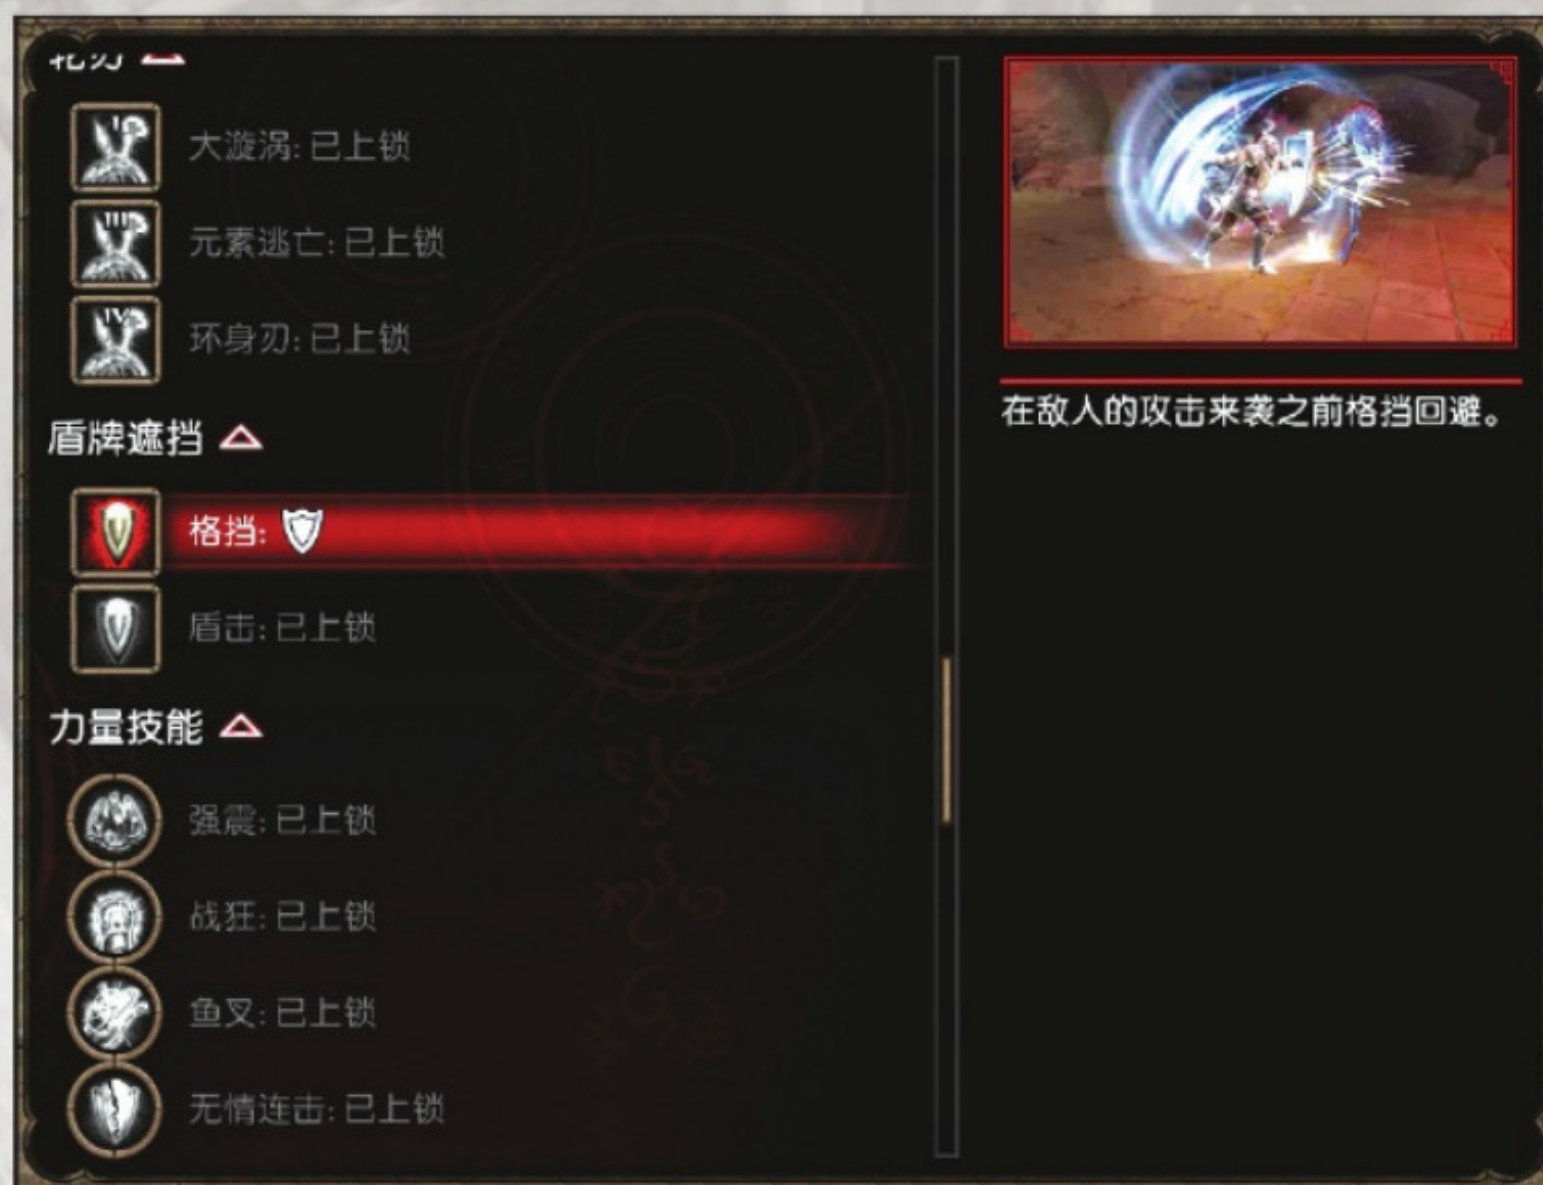 大漩涡: 已上锁
元素逃亡: 已上锁
环身刃: 已上锁
盾牌遮挡
格挡:
盾击: 已上锁
力量技能
强震: 已上锁
战狂: 已上锁
鱼叉: 已上锁
无情连击: 已上锁
在敌人的攻击来袭之前格挡回避。